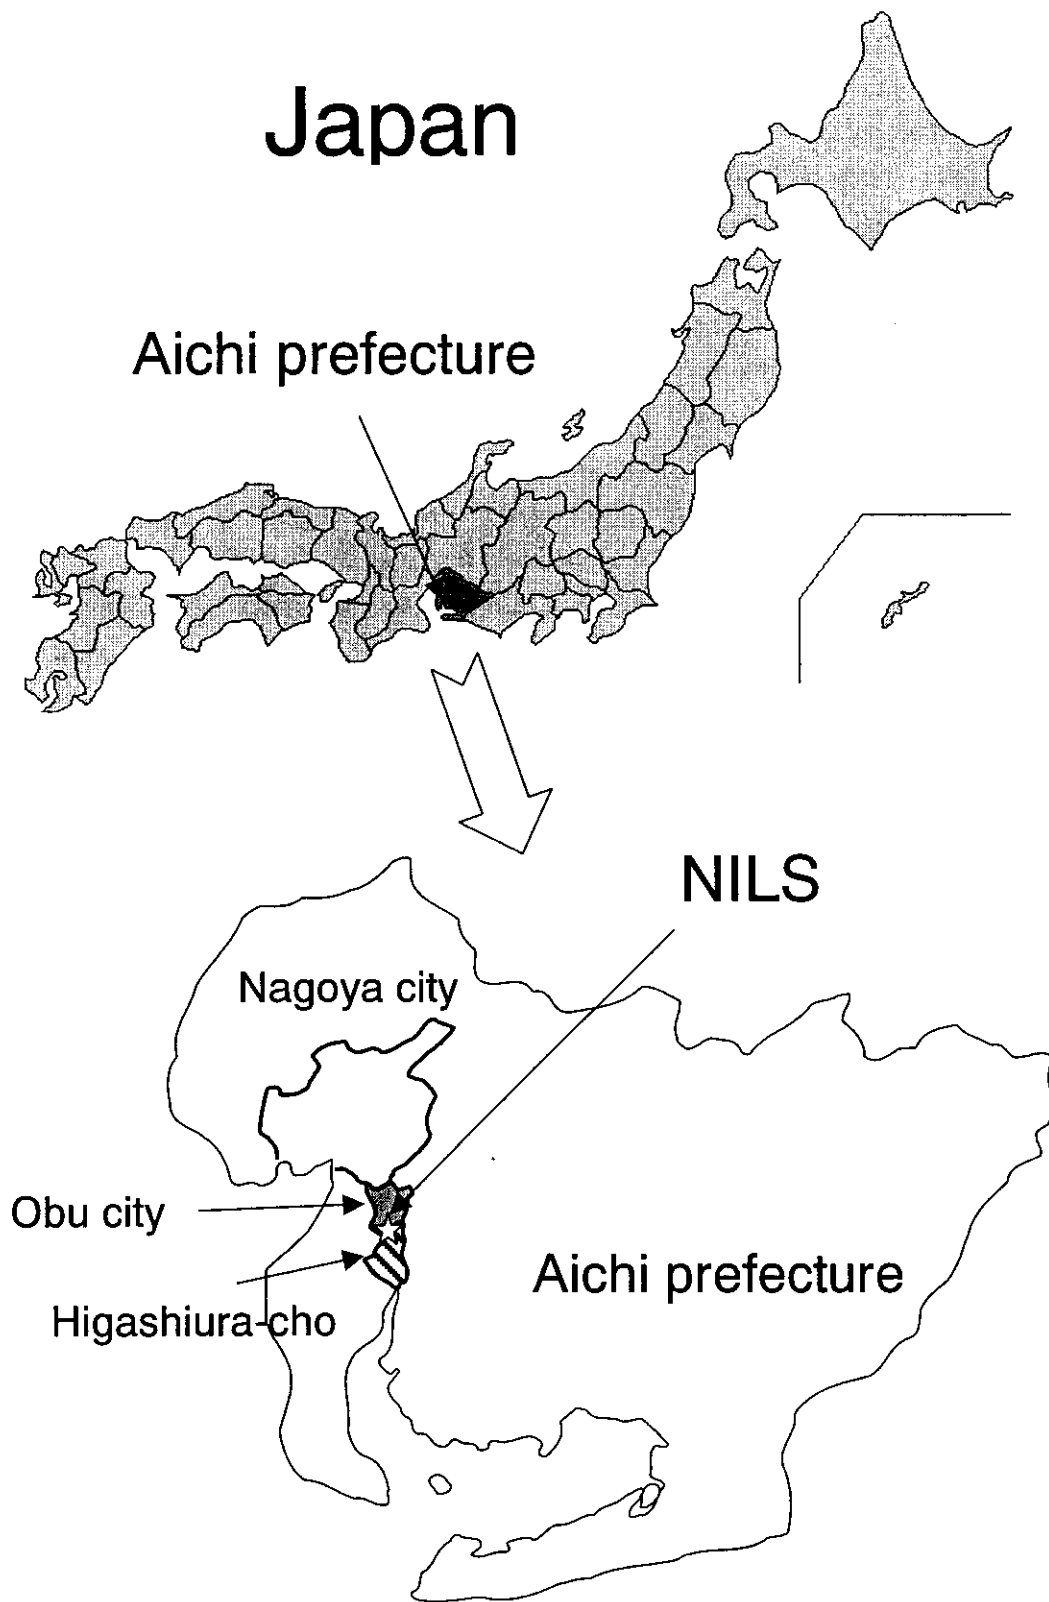 Japan
Aichi prefecture
NILS
Nagoya city
Obu city
Aichi prefecture
Higashiura-cho